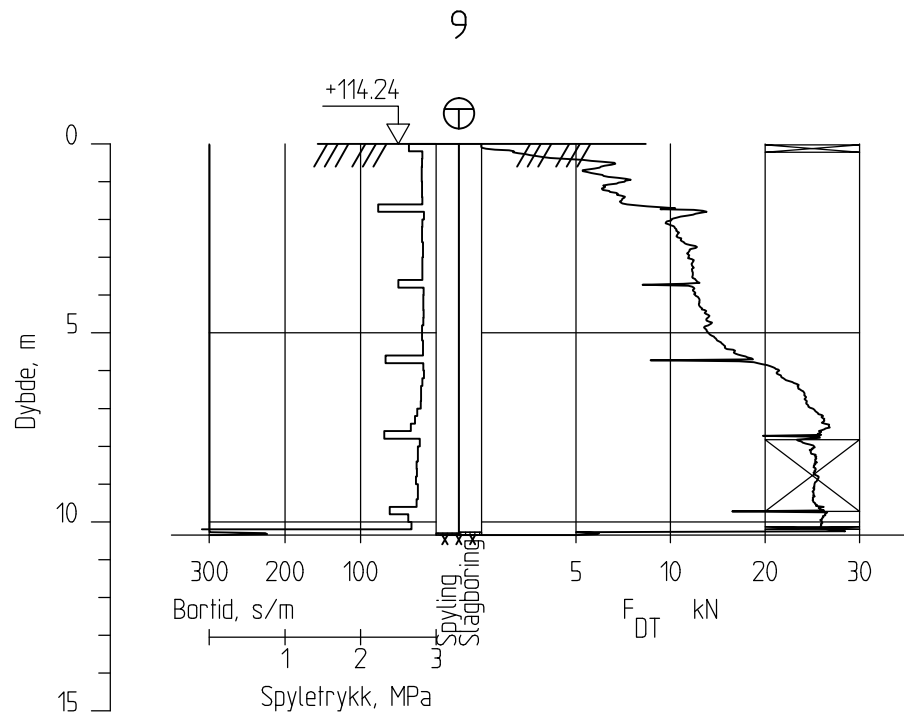 9
+114.24
0
5
10
15
Dybde, m
300 200 100 5 10 20 30
Bortid, s/m
Spyling
Slagboring
FDT kN
1 2 3
Spyletrykk, MPa